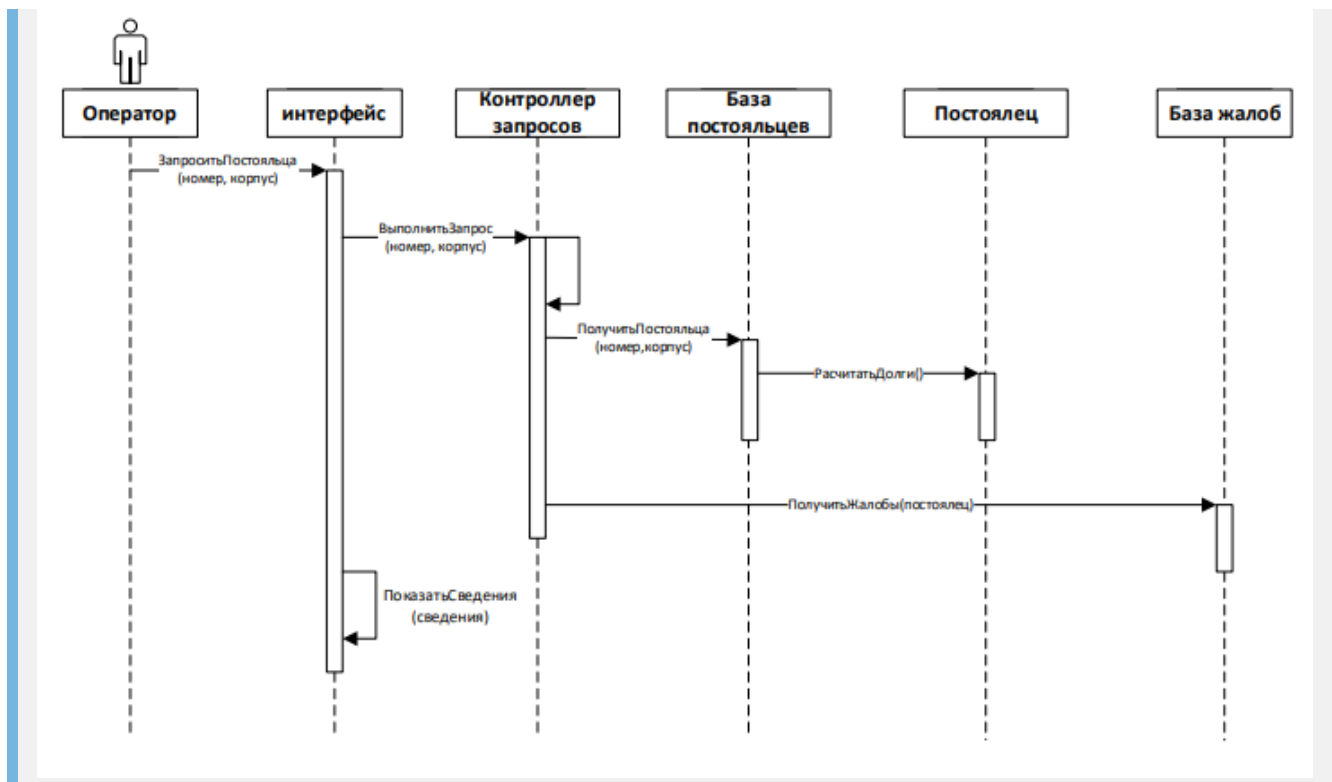 Оператор
интерфейс
Контроллер
запросов
База
постояльцев
Постоялец
База жалоб
ЗапроситьПостояльца
(номер, корпус)
ВыполнитьЗапрос
(номер, корпус)
ПолучитьПостояльца
(номер,корпус)
РасчитатьДолги()
ПолучитьЖалобы(постоялец)
ПоказатьСведения
(сведения)